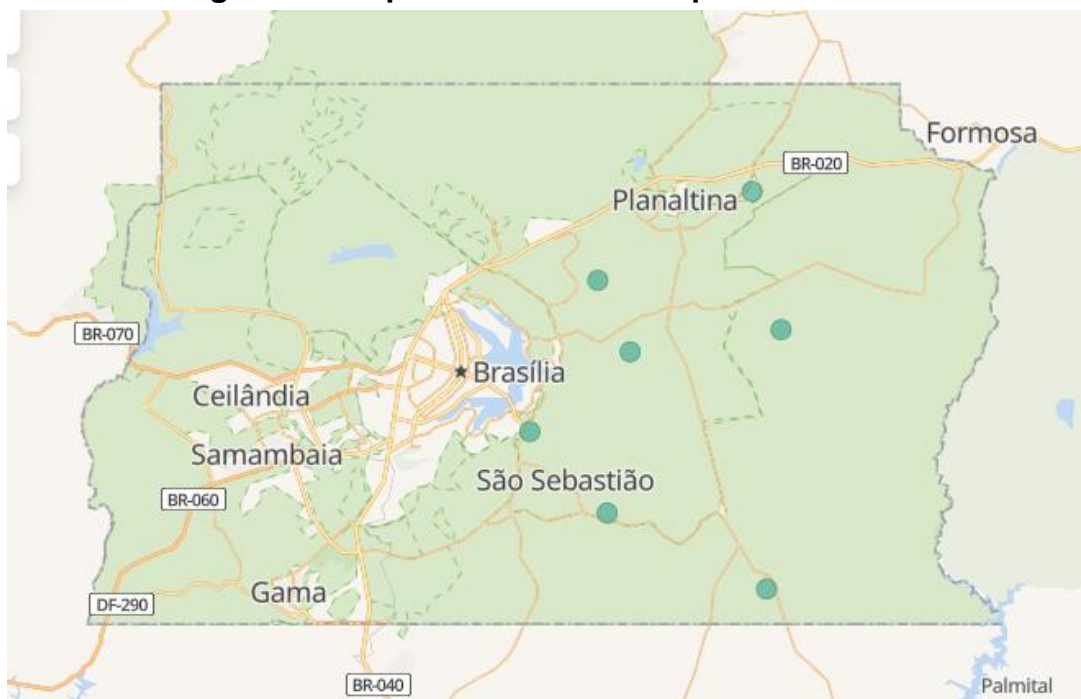 Formosa
BR-020
Planaltina
BR-070
Brasília
Ceilândia
Samambaia
São Sebastião
BR-060
Gama
DF-290
BR-040
Palmital